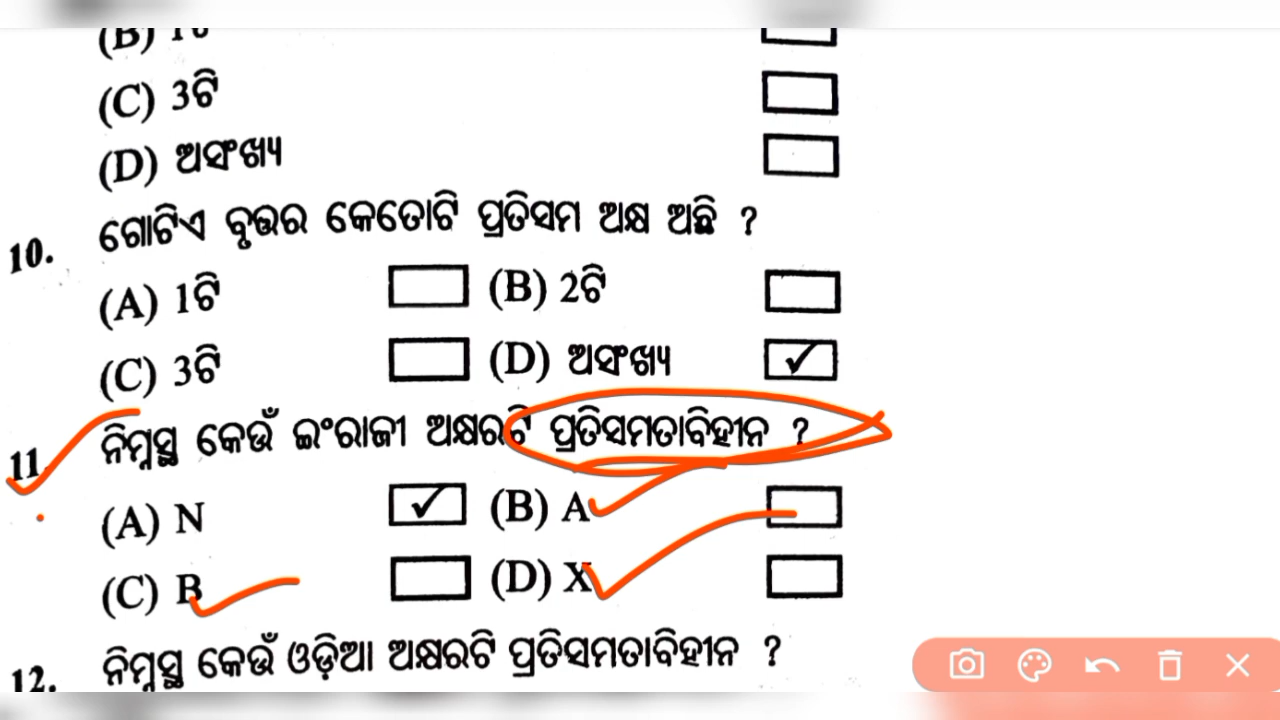 (C) 3ଟି
(D) ଅସଂଖ୍ୟ
10. ଗୋଟିଏ ବୃତ୍ତର କେତୋଟି ପ୍ରତିସମ ଅକ୍ଷ ଅଛି ?
(A) 1ଟି (B) 2ଟି
(C) 3ଟି (D) ଅସଂଖ୍ୟ ✓
11. ନିମ୍ନସ୍ଥ କେଉଁ ଇଂରାଜୀ ଅକ୍ଷରଟି ପ୍ରତିସମତାବିହୀନ ?
(A) N ✓ (B) A
(C) B (D) X
12. ନିମ୍ନସ୍ଥ କେଉଁ ଓଡ଼ିଆ ଅକ୍ଷରଟି ପ୍ରତିସମତାବିହୀନ ?